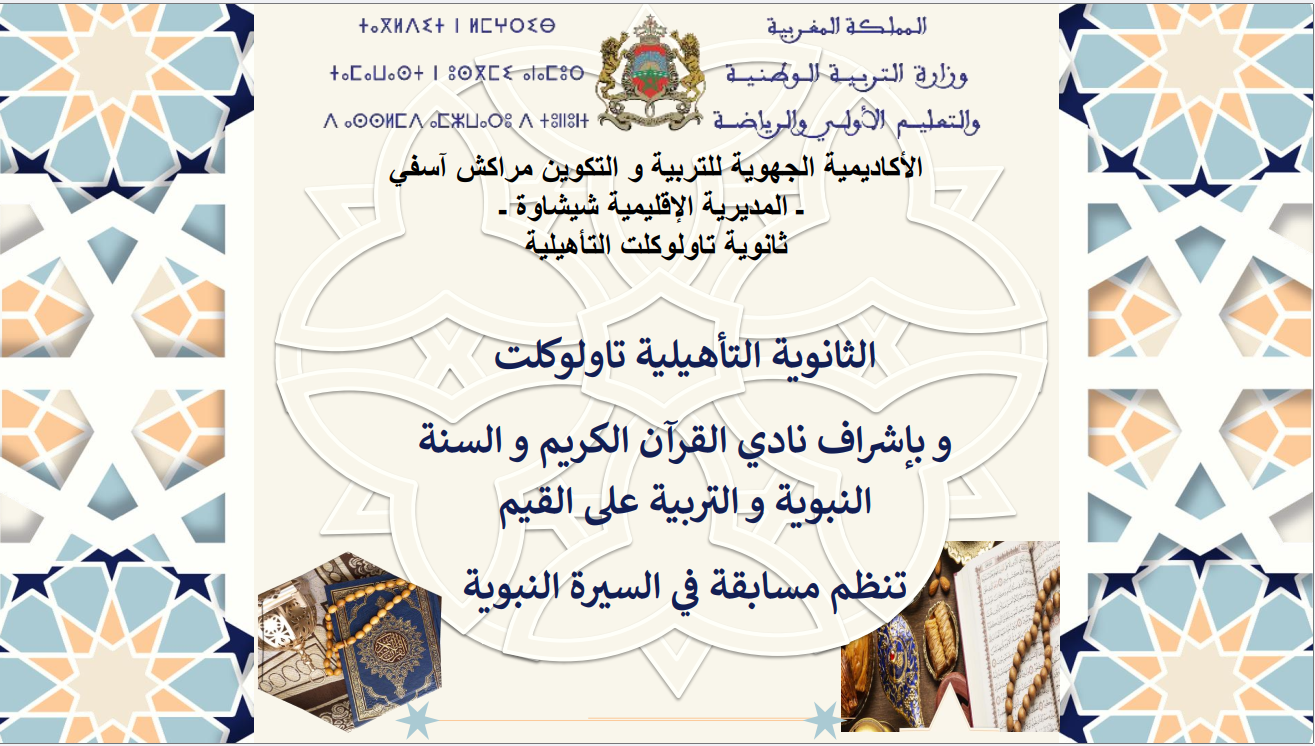 ⵜⴰⴳⵍⴷⵉⵜ ⵏ ⵍⵎⵖⵔⵉⴱ
المملكة المغربية
ⵜⴰⵎⴰⵡⴰⵙⵜ ⵏ ⵓⵙⴳⵎⵉ ⴰⵏⴰⵎⵓⵔ
وزارة التربية الوطنية
ⴷ ⵓⵙⵙⵍⵎⴷ ⴰⵎⵣⵡⴰⵔⵓ ⴷ ⵜⵓⵏⵏⵓⵏⵜ
والتعليم الأولي والرياضة
الأكاديمية الجهوية للتربية و التكوين مراكش آسفي
ـ المديرية الإقليمية شيشاوة ـ
ثانوية تاولوكلت التأهيلية
الثانوية التأهيلية تاولوكلت
و بإشراف نادي القرآن الكريم و السنة
النبوية و التربية على القيم
تنظم مسابقة في السيرة النبوية